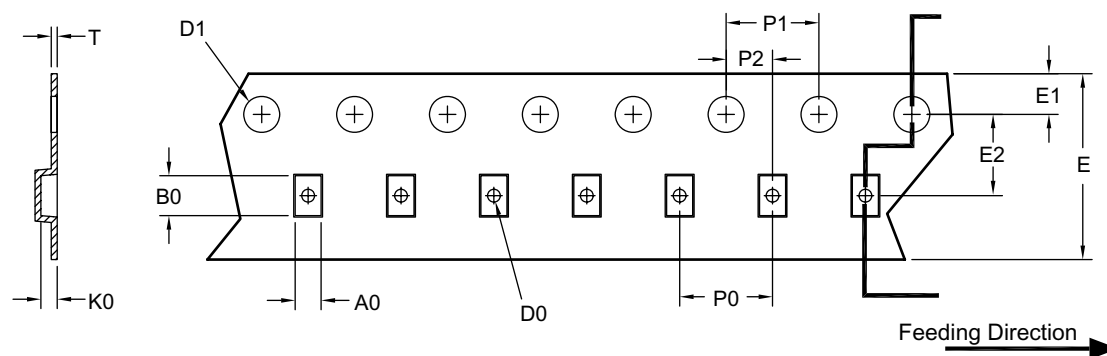 T
D1
P1
P2
E1
E2
E
B0
K0
A0
D0
P0
Feeding Direction